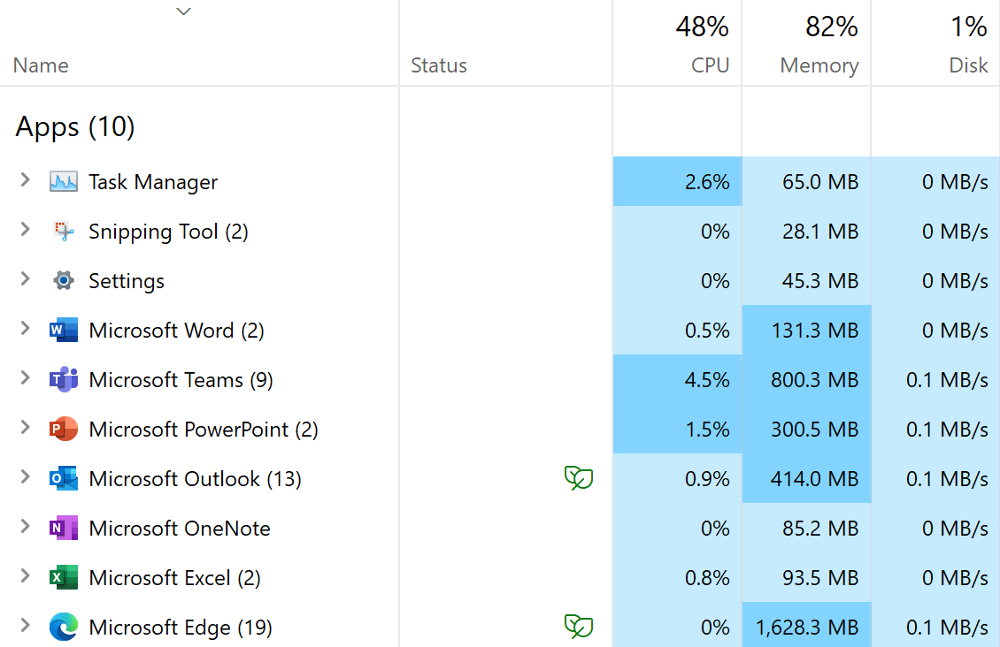 48% 82% 1%
Name Status CPU Memory Disk
Apps (10)
Task Manager 2.6% 65.0 MB 0 MB/s
Snipping Tool (2) 0% 28.1 MB 0 MB/s
Settings 0% 45.3 MB 0 MB/s
W Microsoft Word (2) 0.5% 131.3 MB 0 MB/s
T Microsoft Teams (9) 4.5% 800.3 MB 0.1 MB/s
P Microsoft PowerPoint (2) 1.5% 300.5 MB 0.1 MB/s
O Microsoft Outlook (13) 0.9% 414.0 MB 0.1 MB/s
N Microsoft OneNote 0% 85.2 MB 0 MB/s
X Microsoft Excel (2) 0.8% 93.5 MB 0 MB/s
Microsoft Edge (19) 0% 1,628.3 MB 0.1 MB/s